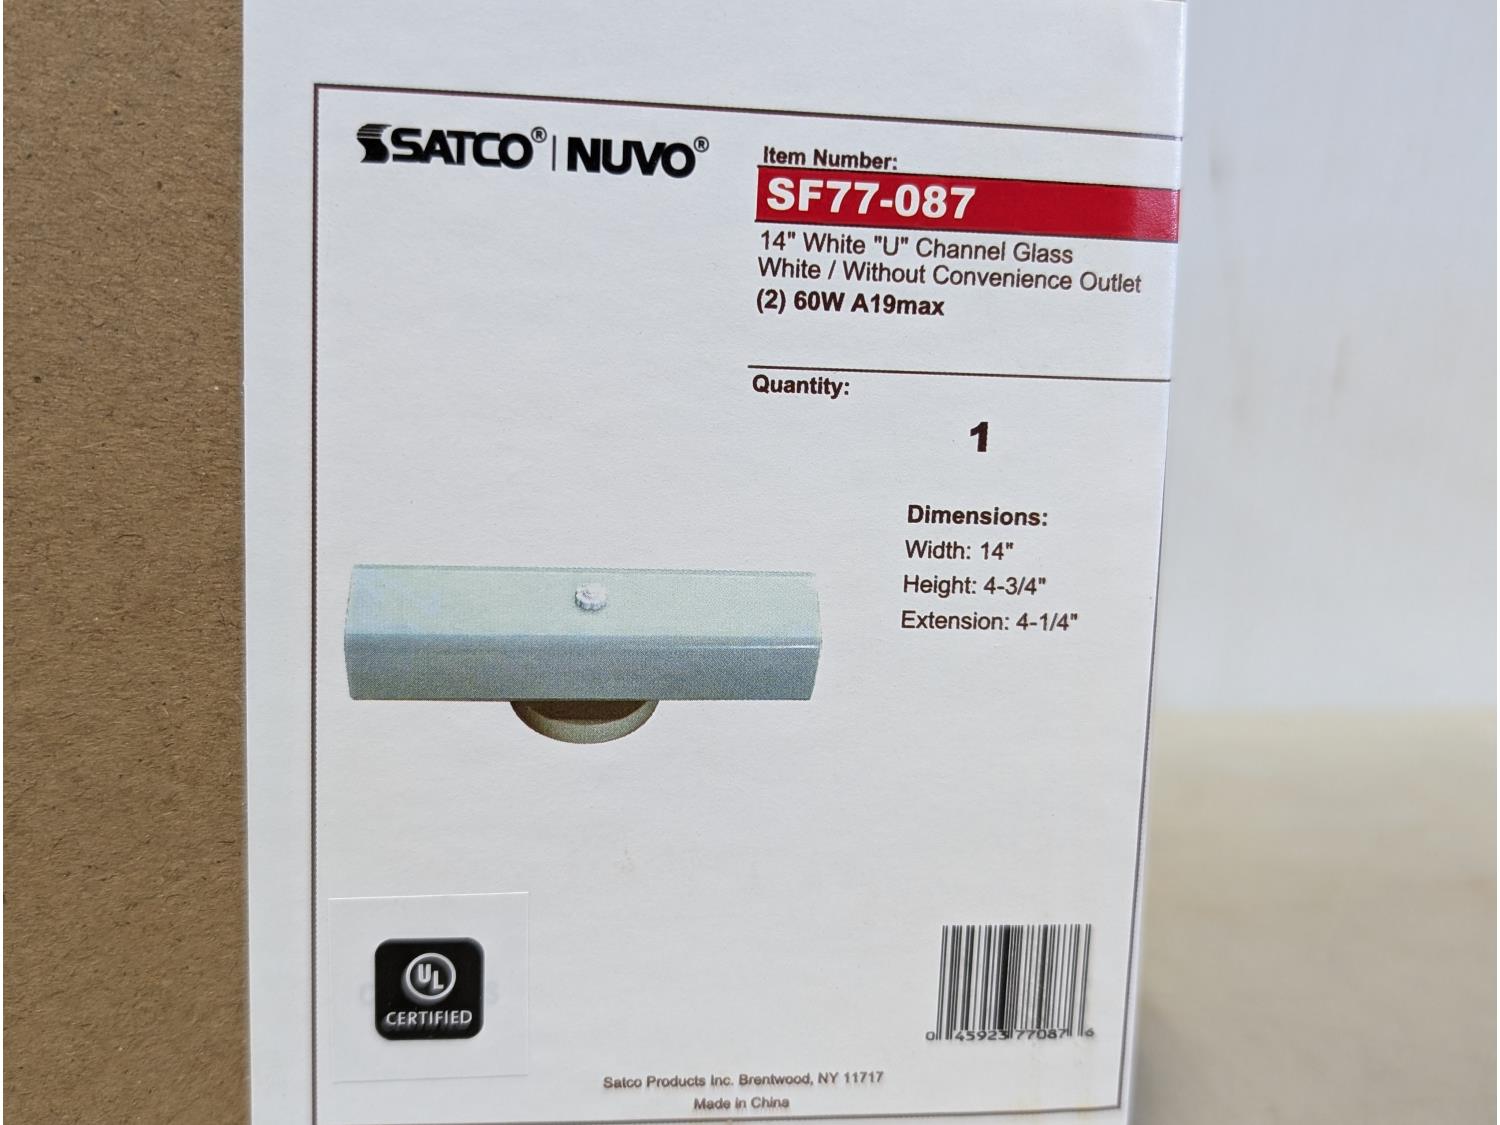 SATCO® | NUVO®
Item Number:
SF77-087
14" White "U" Channel Glass
White / Without Convenience Outlet
(2) 60W A19max
Quantity:
1
Dimensions:
Width: 14"
Height: 4-3/4"
Extension: 4-1/4"
UL
CERTIFIED
0 45923 77087 6
Satco Products Inc. Brentwood, NY 11717
Made in China